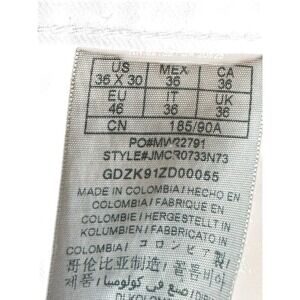 US MEX CA
36 X 30 36 36
EU IT UK
46 36 36
CN 185/90A
PO#MW22791
STYLE#JMCR0733N73
GDZK91ZD00055
MADE IN COLOMBIA/HECHO EN
COLOMBIA/ FABRIQUE EN
COLOMBIE/ HERGESTELLT IN
KOLUMBIEN/ FABBRICATO IN
COLOMBIA/ コロンビア製/
哥伦比亚制造/ 콜롬비아
제품/ صنع في كولومبيا